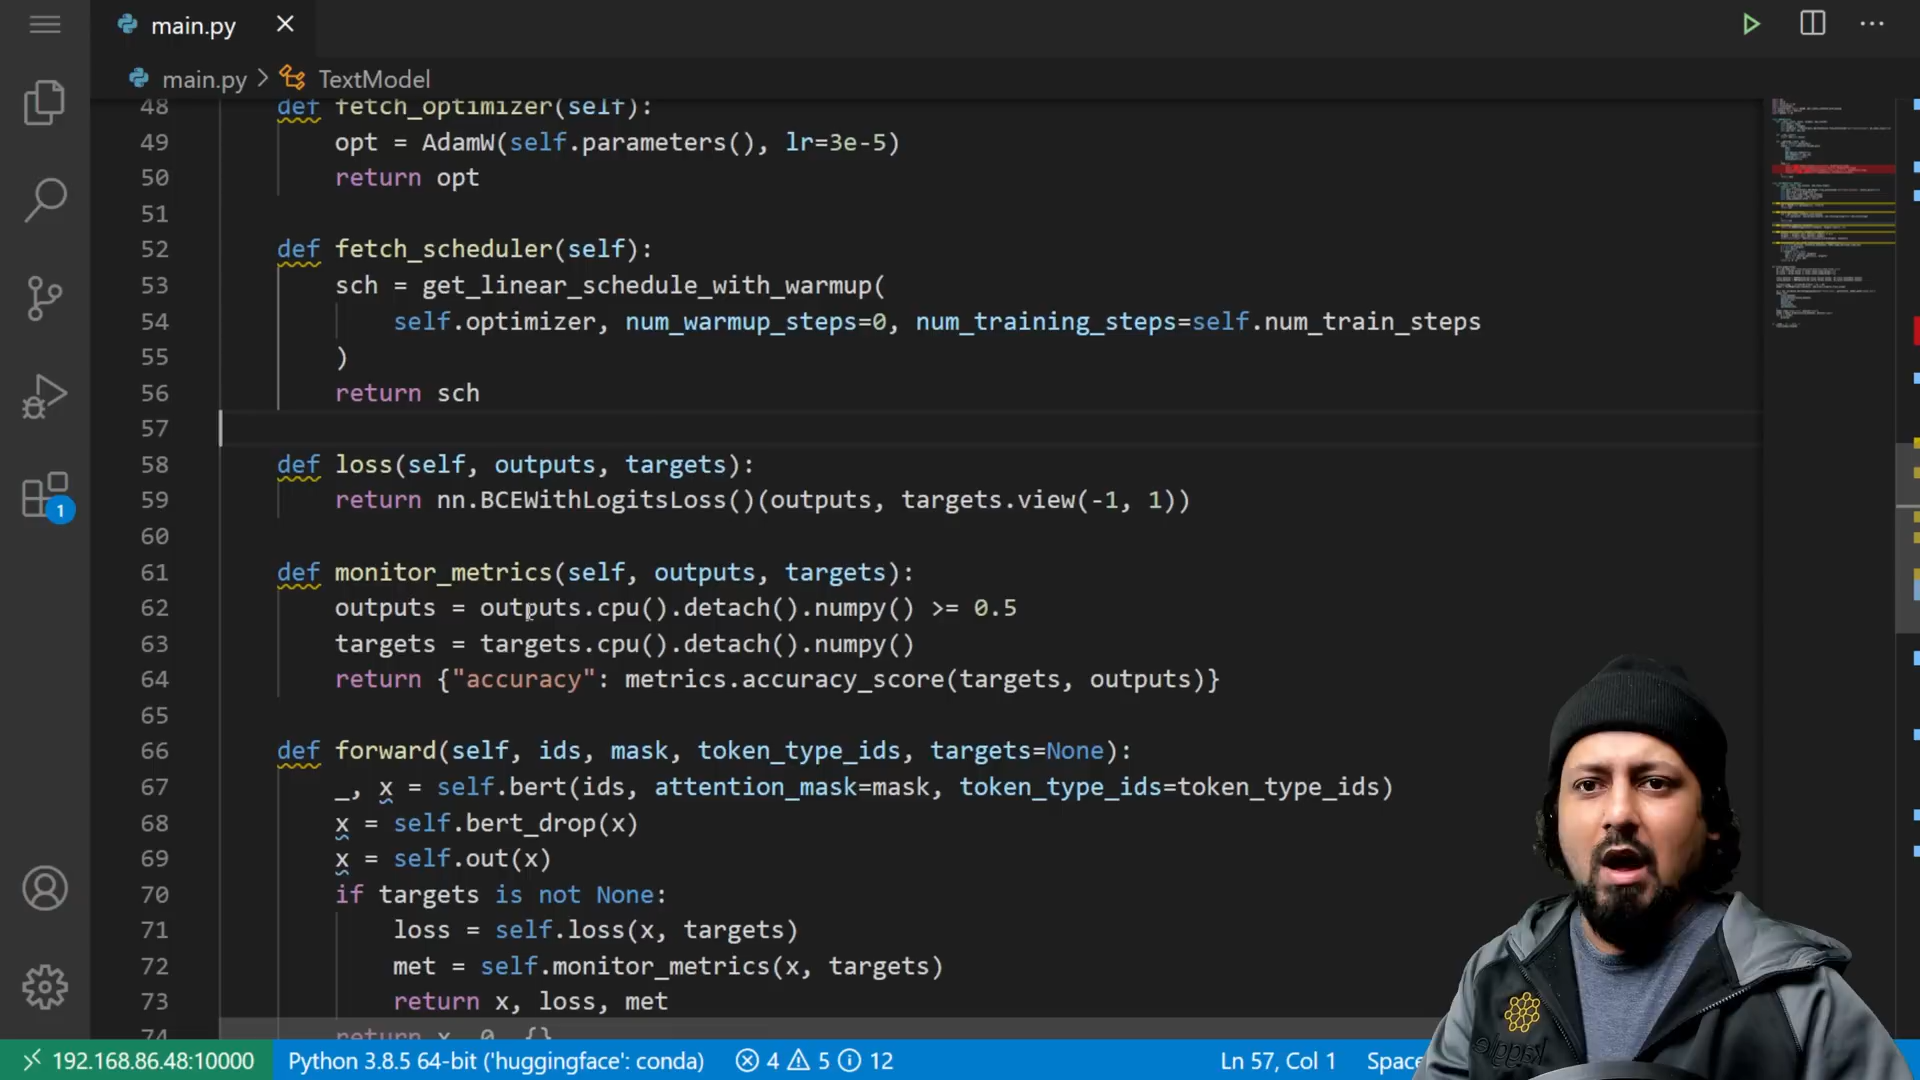 main.py
main.py > TextModel
48 def fetch_optimizer(self):
49 opt = AdamW(self.parameters(), lr=3e-5)
50 return opt
51
52 def fetch_scheduler(self):
53 sch = get_linear_schedule_with_warmup(
54 self.optimizer, num_warmup_steps=0, num_training_steps=self.num_train_steps
55 )
56 return sch
57
58 def loss(self, outputs, targets):
59 return nn.BCEWithLogitsLoss()(outputs, targets.view(-1, 1))
60
61 def monitor_metrics(self, outputs, targets):
62 outputs = outputs.cpu().detach().numpy() >= 0.5
63 targets = targets.cpu().detach().numpy()
64 return {"accuracy": metrics.accuracy_score(targets, outputs)}
65
66 def forward(self, ids, mask, token_type_ids, targets=None):
67 _, x = self.bert(ids, attention_mask=mask, token_type_ids=token_type_ids)
68 x = self.bert_drop(x)
69 x = self.out(x)
70 if targets is not None:
71 loss = self.loss(x, targets)
72 met = self.monitor_metrics(x, targets)
73 return x, loss, met
74 return x, 0, {}
1
192.168.86.48:10000 Python 3.8.5 64-bit ('huggingface': conda) 4 5 12 Ln 57, Col 1 Space
kaggle